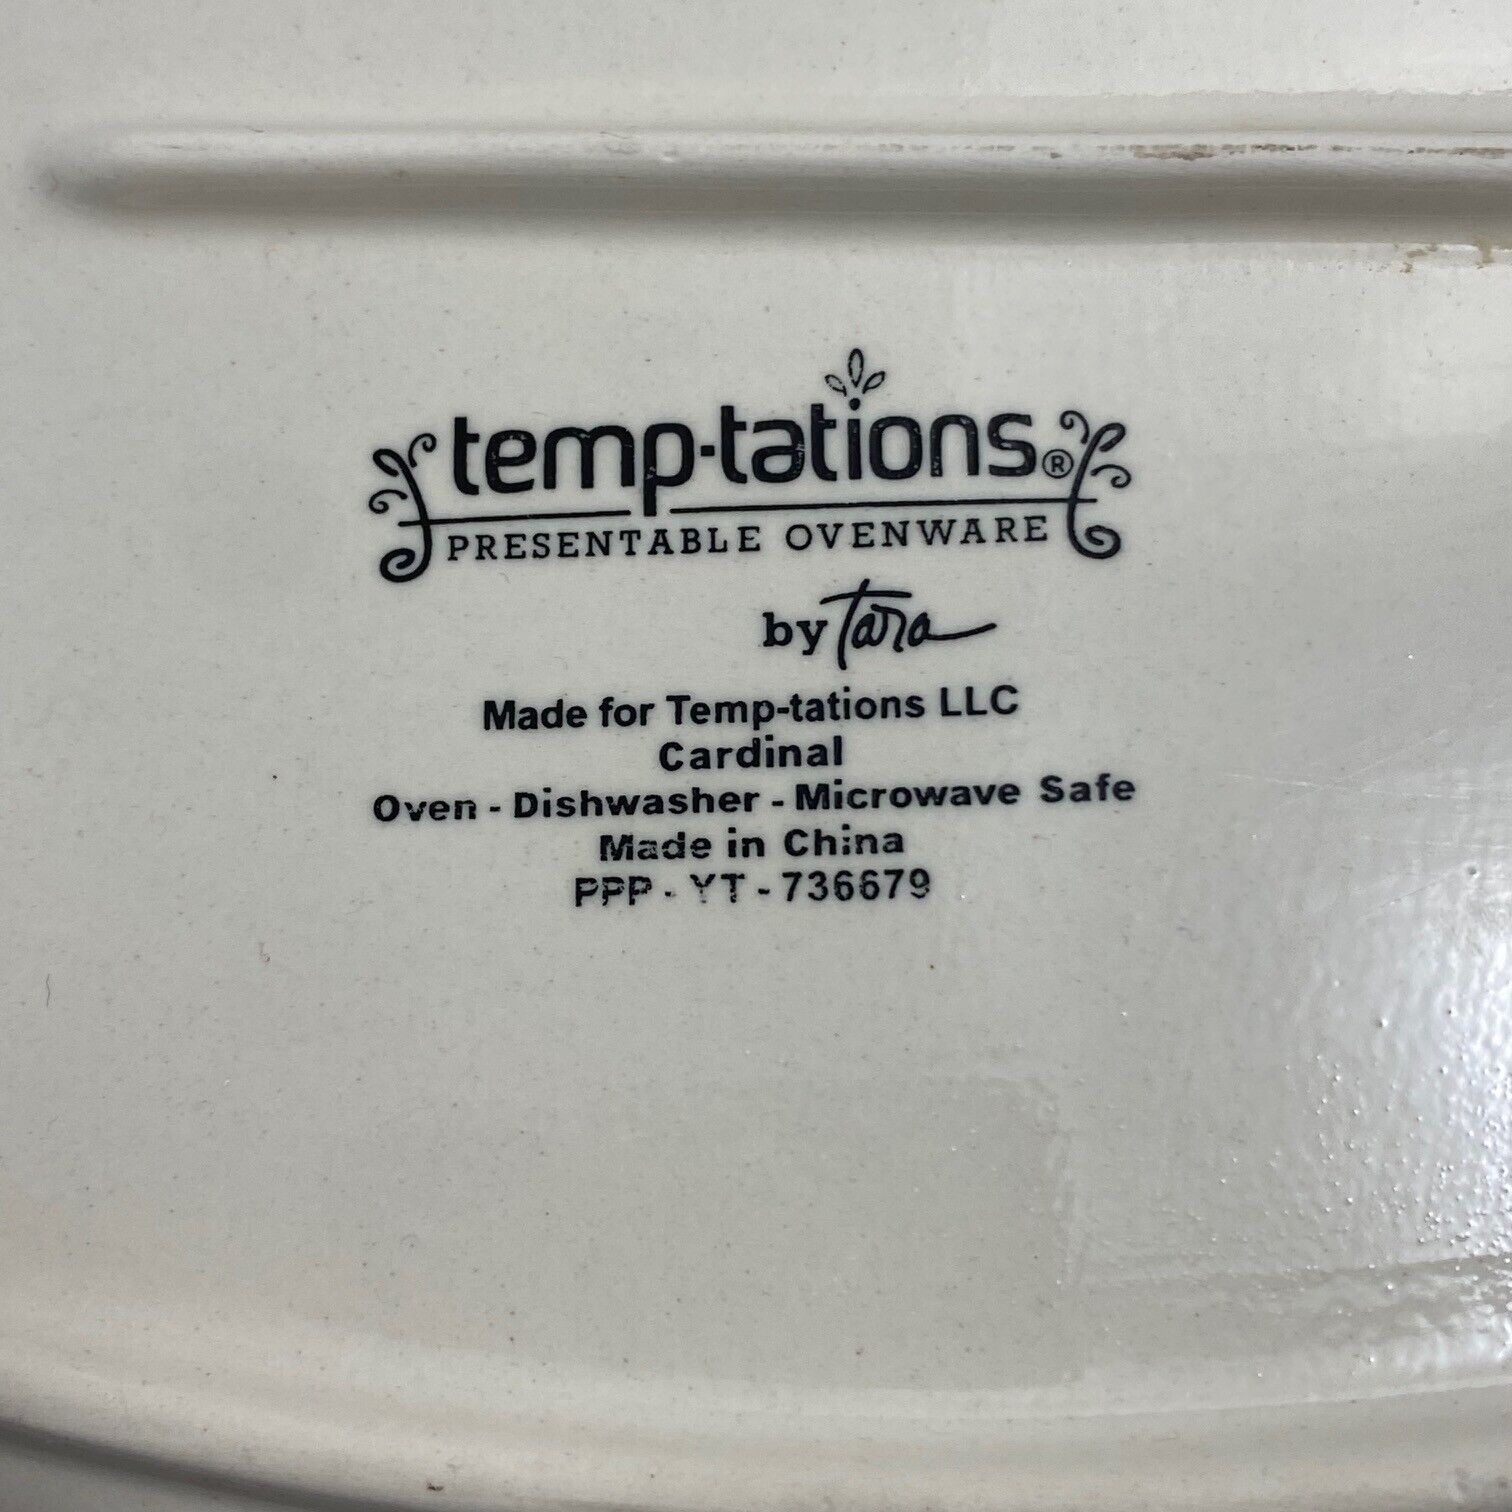 temp-tations®
PRESENTABLE OVENWARE
by Tara
Made for Temp-tations LLC
Cardinal
Oven - Dishwasher - Microwave Safe
Made in China
PPP - YT - 736679